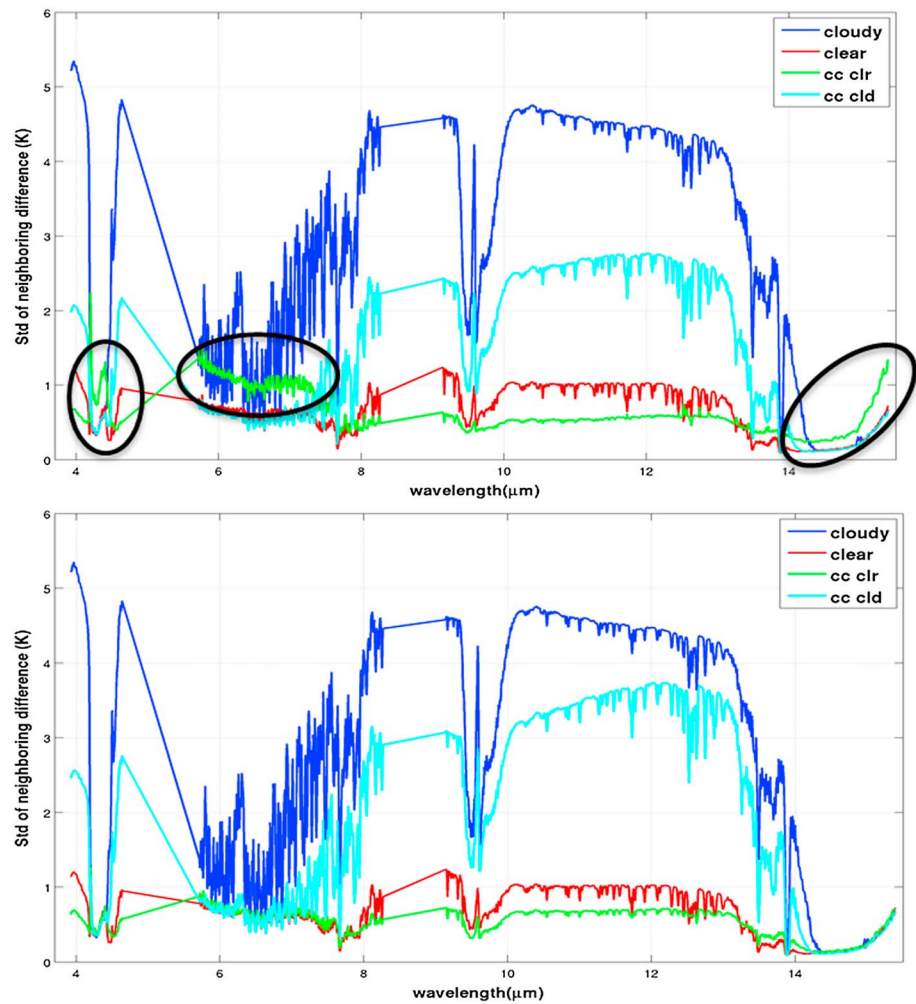 6
cloudy
clear
cc clr
cc cld
5
4
3
2
1
0
Std of neighboring difference (K)
4 6 8 10 12 14
wavelength(μm)
6
cloudy
clear
cc clr
cc cld
5
4
3
2
1
0
Std of neighboring difference (K)
4 6 8 10 12 14
wavelength(μm)